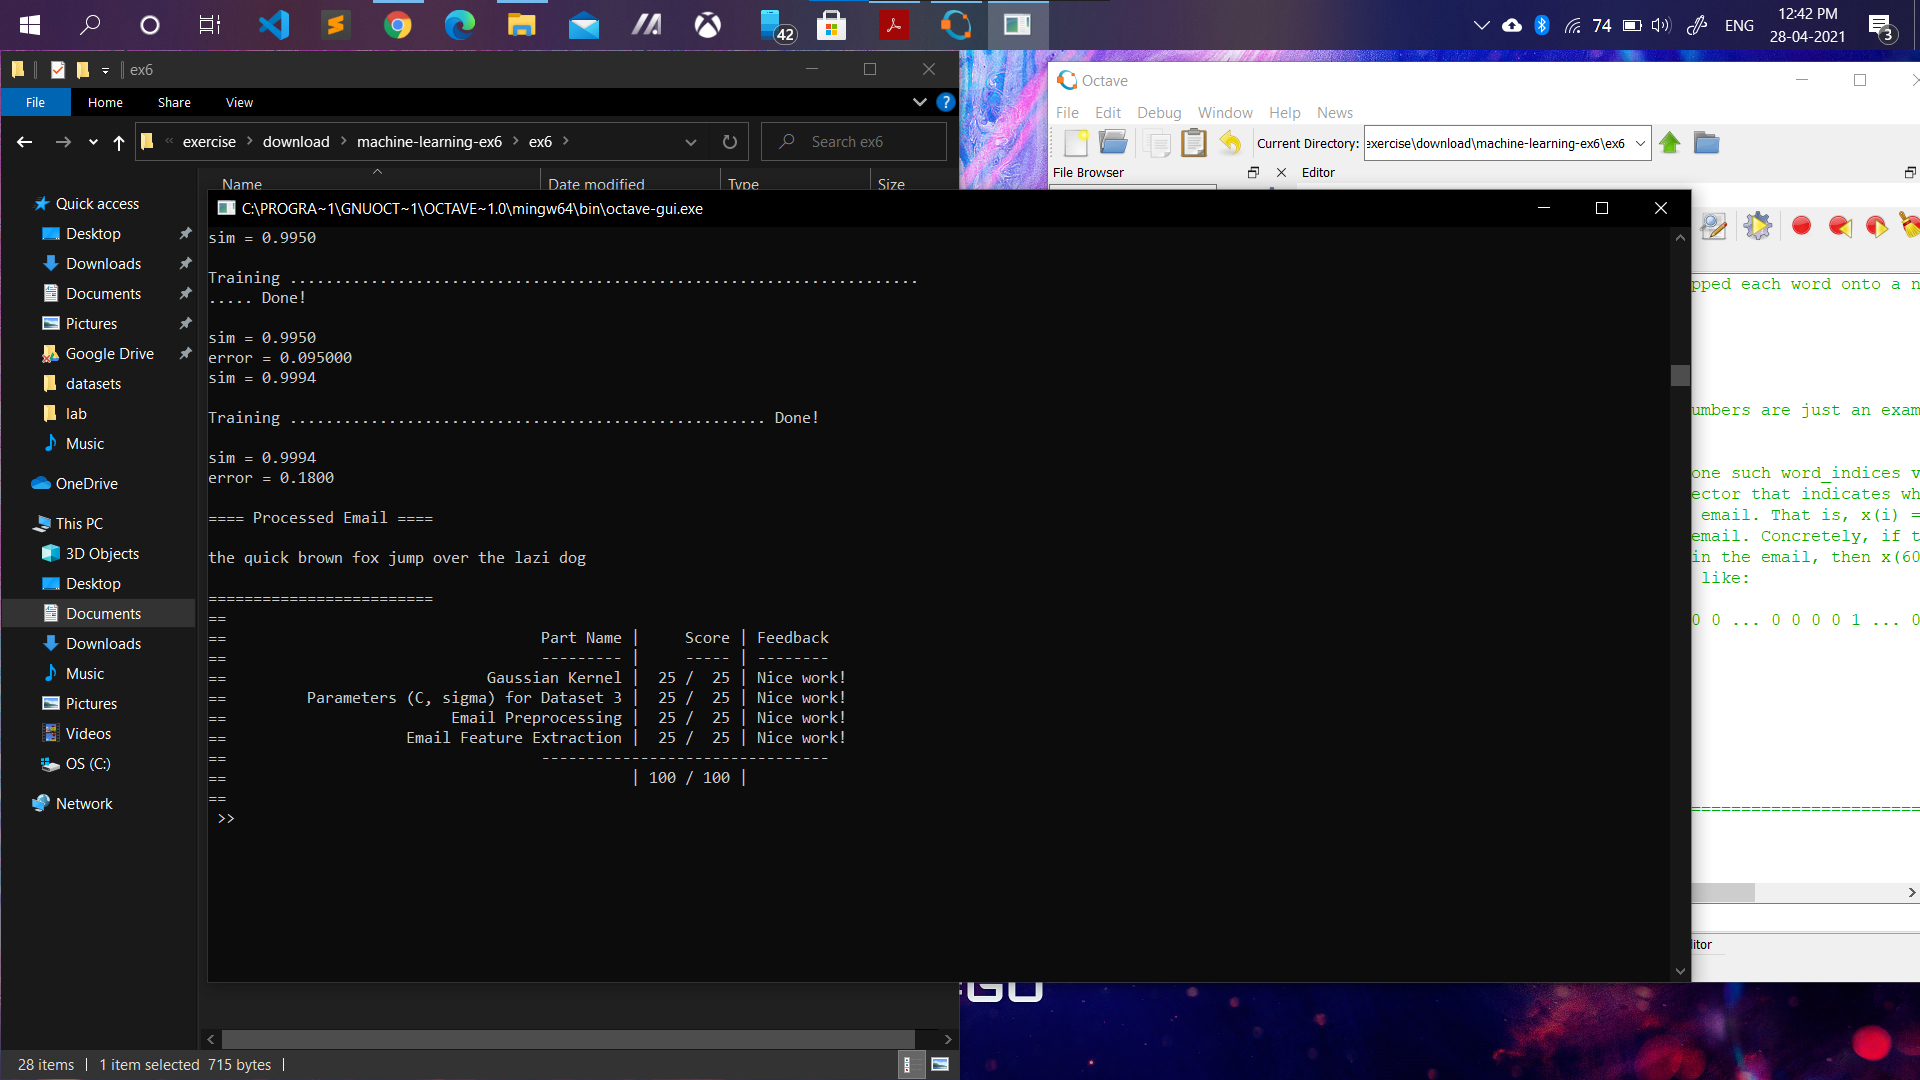 74
ENG
12:42 PM
28-04-2021
42
3
ex6
File Home Share View
exercise download machine-learning-ex6 ex6
Search ex6
Name Date modified Type Size
Quick access
Desktop
Downloads
Documents
Pictures
Google Drive
datasets
lab
Music
OneDrive
This PC
3D Objects
Desktop
Documents
Downloads
Music
Pictures
Videos
OS (C:)
Network
28 items 1 item selected 715 bytes
Octave
File Edit Debug Window Help News
Current Directory: exercise\download\machine-learning-ex6\ex6
File Browser
Editor
C:\PROGRA~1\GNUOCT~1\OCTAVE~1.0\mingw64\bin\octave-gui.exe
sim = 0.9950
Training ......................................................................
..... Done!
sim = 0.9950
error = 0.095000
sim = 0.9994
Training ..................................................... Done!
sim = 0.9994
error = 0.1800
==== Processed Email ====
the quick brown fox jump over the lazi dog
=========================
==
== Part Name | Score | Feedback
== --------- | ----- | --------
== Gaussian Kernel | 25 / 25 | Nice work!
== Parameters (C, sigma) for Dataset 3 | 25 / 25 | Nice work!
== Email Preprocessing | 25 / 25 | Nice work!
== Email Feature Extraction | 25 / 25 | Nice work!
== --------------------------------
== | 100 / 100 |
==
>>
pped each word onto a n
umbers are just an exam
one such word_indices v
ector that indicates wh
email. That is, x(i) =
email. Concretely, if t
in the email, then x(60
like:
0 0 ... 0 0 0 0 1 ... 0
==========================
itor